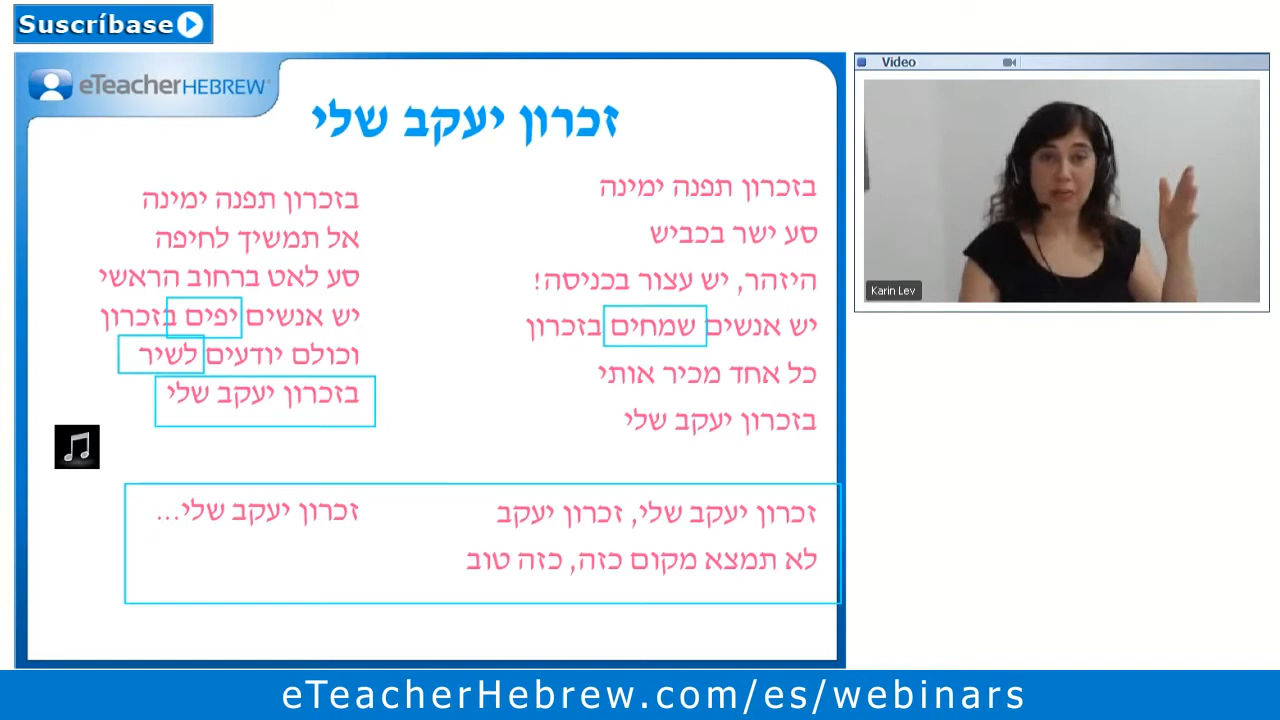 Suscríbase
eTeacherHEBREW
זכרון יעקב שלי
בזכרון תפנה ימינה
סע ישר בכביש
היזהר, יש עצור בכניסה!
יש אנשים שמחים בזכרון
כל אחד מכיר אותי
בזכרון יעקב שלי
בזכרון תפנה ימינה
אל תמשיך לחיפה
סע לאט ברחוב הראשי
יש אנשים יפים בזכרון
וכולם יודעים לשיר
בזכרון יעקב שלי
זכרון יעקב שלי, זכרון יעקב
לא תמצא מקום כזה, כזה טוב
זכרון יעקב שלי...
Video
Karin Lev
eTeacherHebrew.com/es/webinars